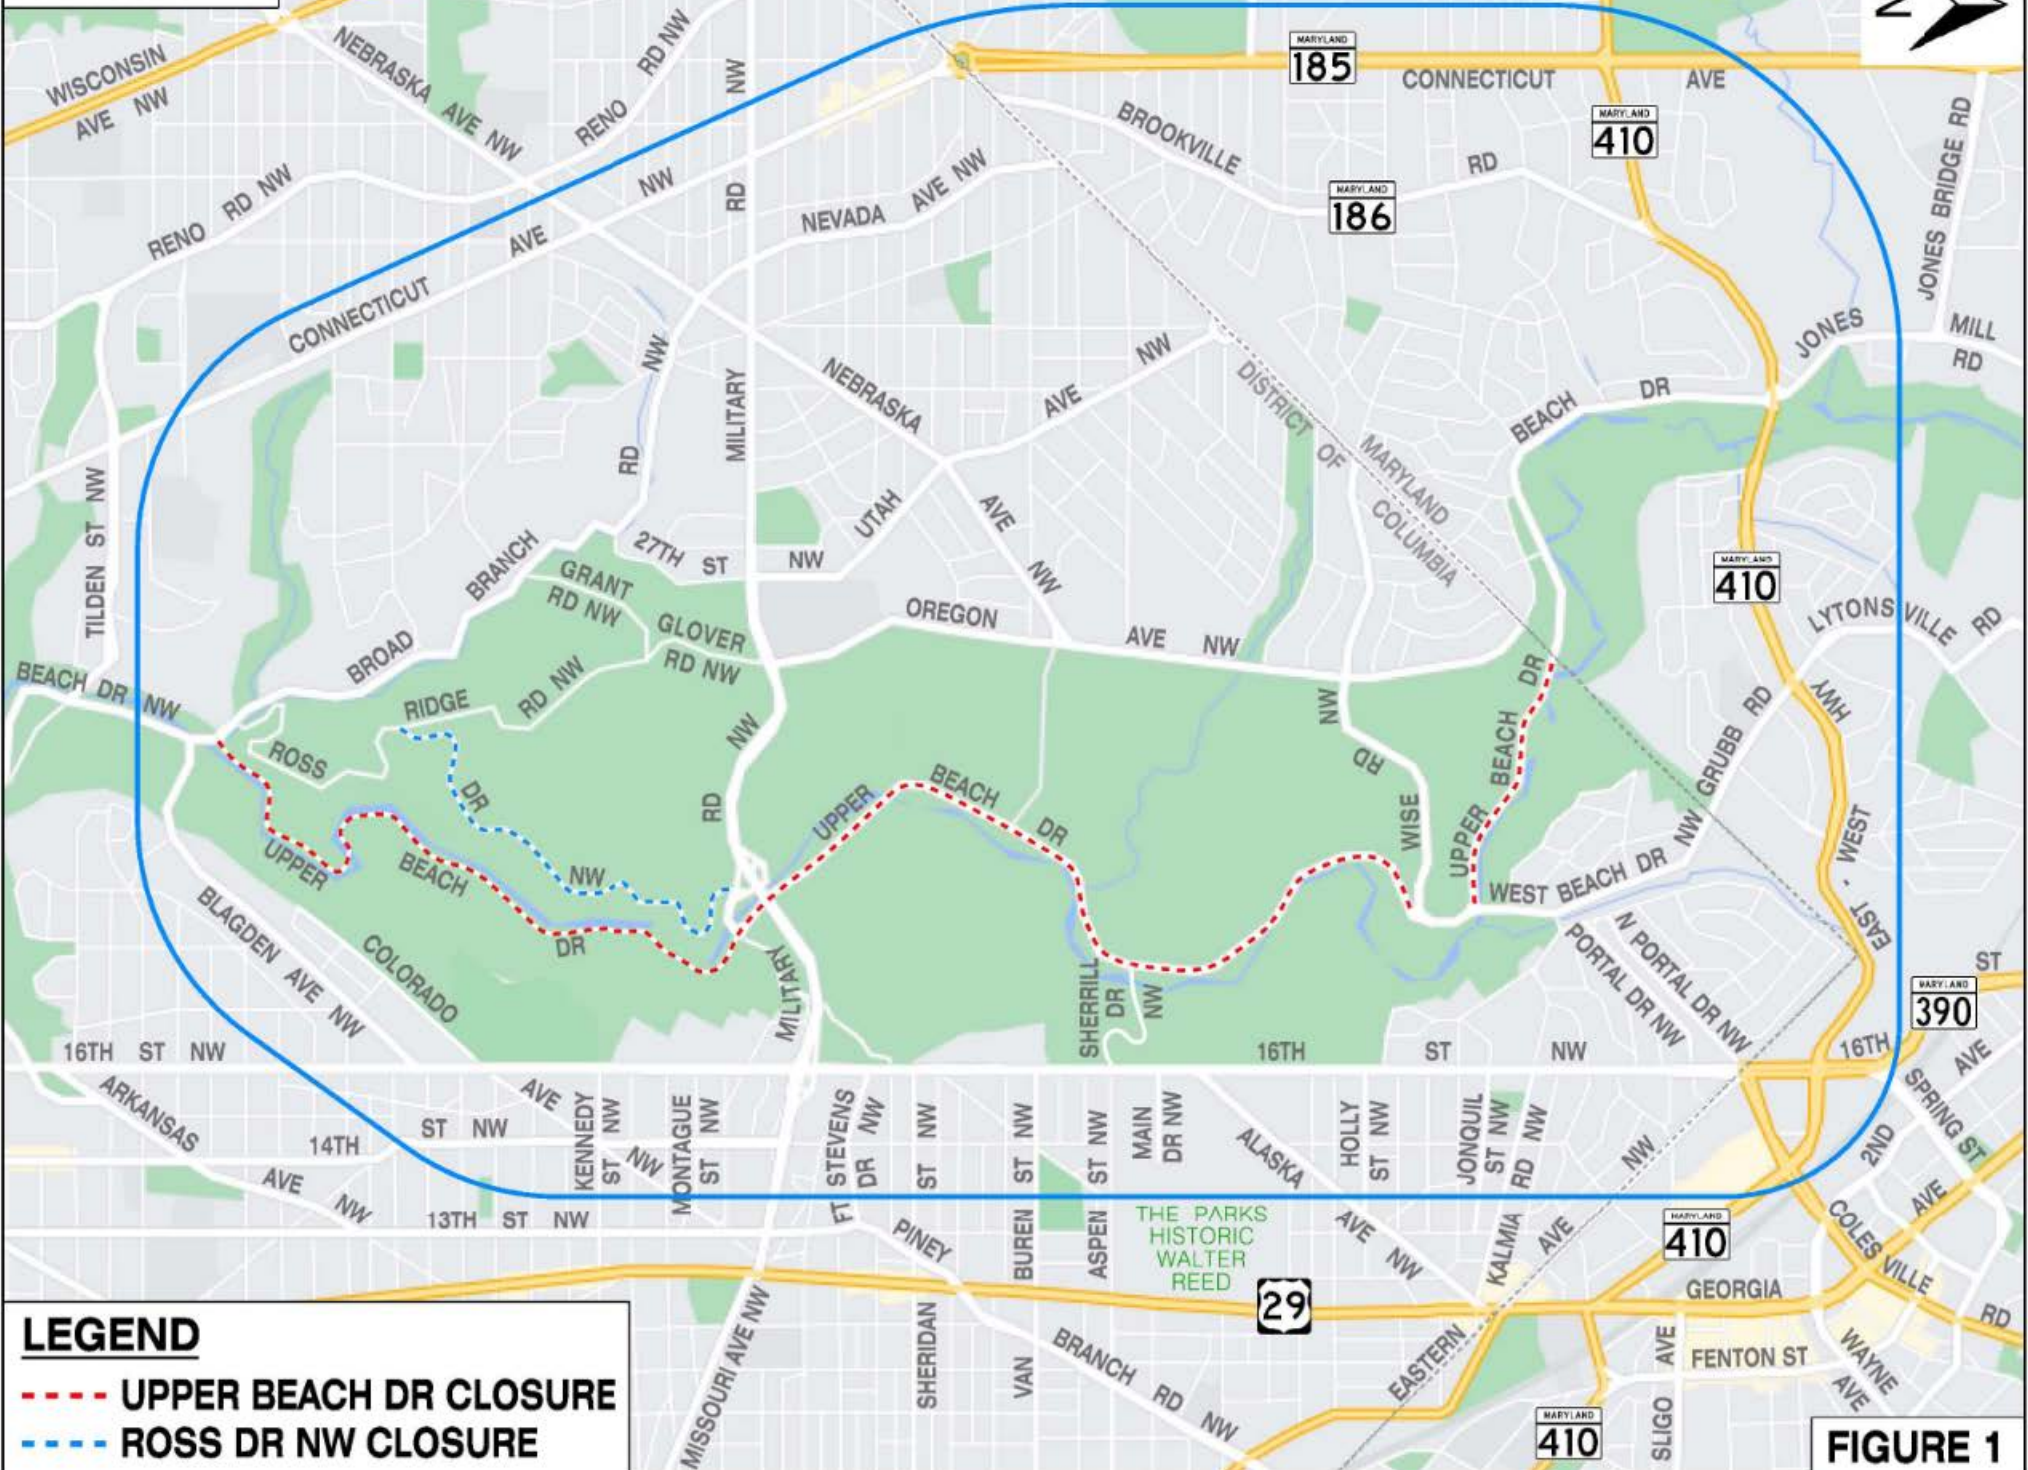 WISCONSIN
AVE NW
NEBRASKA
AVE NW
RENO
RD NW
NW
RD
MARYLAND
185
CONNECTICUT
AVE
MARYLAND
410
BROOKVILLE
RD
MARYLAND
186
JONES BRIDGE RD
RENO
RD NW
NEVADA
AVE NW
CONNECTICUT
AVE
NW
JONES
MILL
RD
RD
NW
MILITARY
NEBRASKA
AVE
NW
AVE
NW
DISTRICT OF
COLUMBIA
MARYLAND
BEACH
DR
UTAH
NW
TILDEN ST NW
BRANCH
27TH
ST
GRANT
RD NW
GLOVER
RD NW
OREGON
AVE NW
MARYLAND
410
LYTONSVILLE
RD
BEACH DR NW
BROAD
RIDGE
RD NW
ROSS
DR
NW
NW
RD
UPPER
BEACH
DR
UPPER
BEACH
DR
NW
RD
WISE
UPPER
BEACH
DR
WEST BEACH DR
NW GRUBB RD
HWY
EAST - WEST
BLAGDEN AVE NW
COLORADO
MILITARY
SHERRILL
DR
NW
PORTAL DR NW
N PORTAL DR NW
MARYLAND
390
ST
16TH ST NW
16TH
ST
NW
16TH
AVE
ARKANSAS
AVE
NW
14TH
ST NW
AVE
NW
KENNEDY
ST NW
MONTAGUE
ST NW
FT STEVENS
DR NW
ST NW
ST NW
ST NW
MAIN
DR NW
ALASKA
AVE
NW
HOLLY
ST NW
JONQUIL
ST NW
KALMIA
RD NW
NW
AVE
2ND
SPRING ST
13TH ST NW
PINEY
BRANCH
RD
NW
SHERIDAN
VAN
BUREN
ASPEN
THE PARKS
HISTORIC
WALTER
REED
29
MARYLAND
410
GEORGIA
AVE
COLESVILLE
RD
MISSOURI AVE NW
EASTERN
SLIGO
AVE
FENTON ST
WAYNE
AVE
MARYLAND
410
LEGEND
UPPER BEACH DR CLOSURE
ROSS DR NW CLOSURE
FIGURE 1